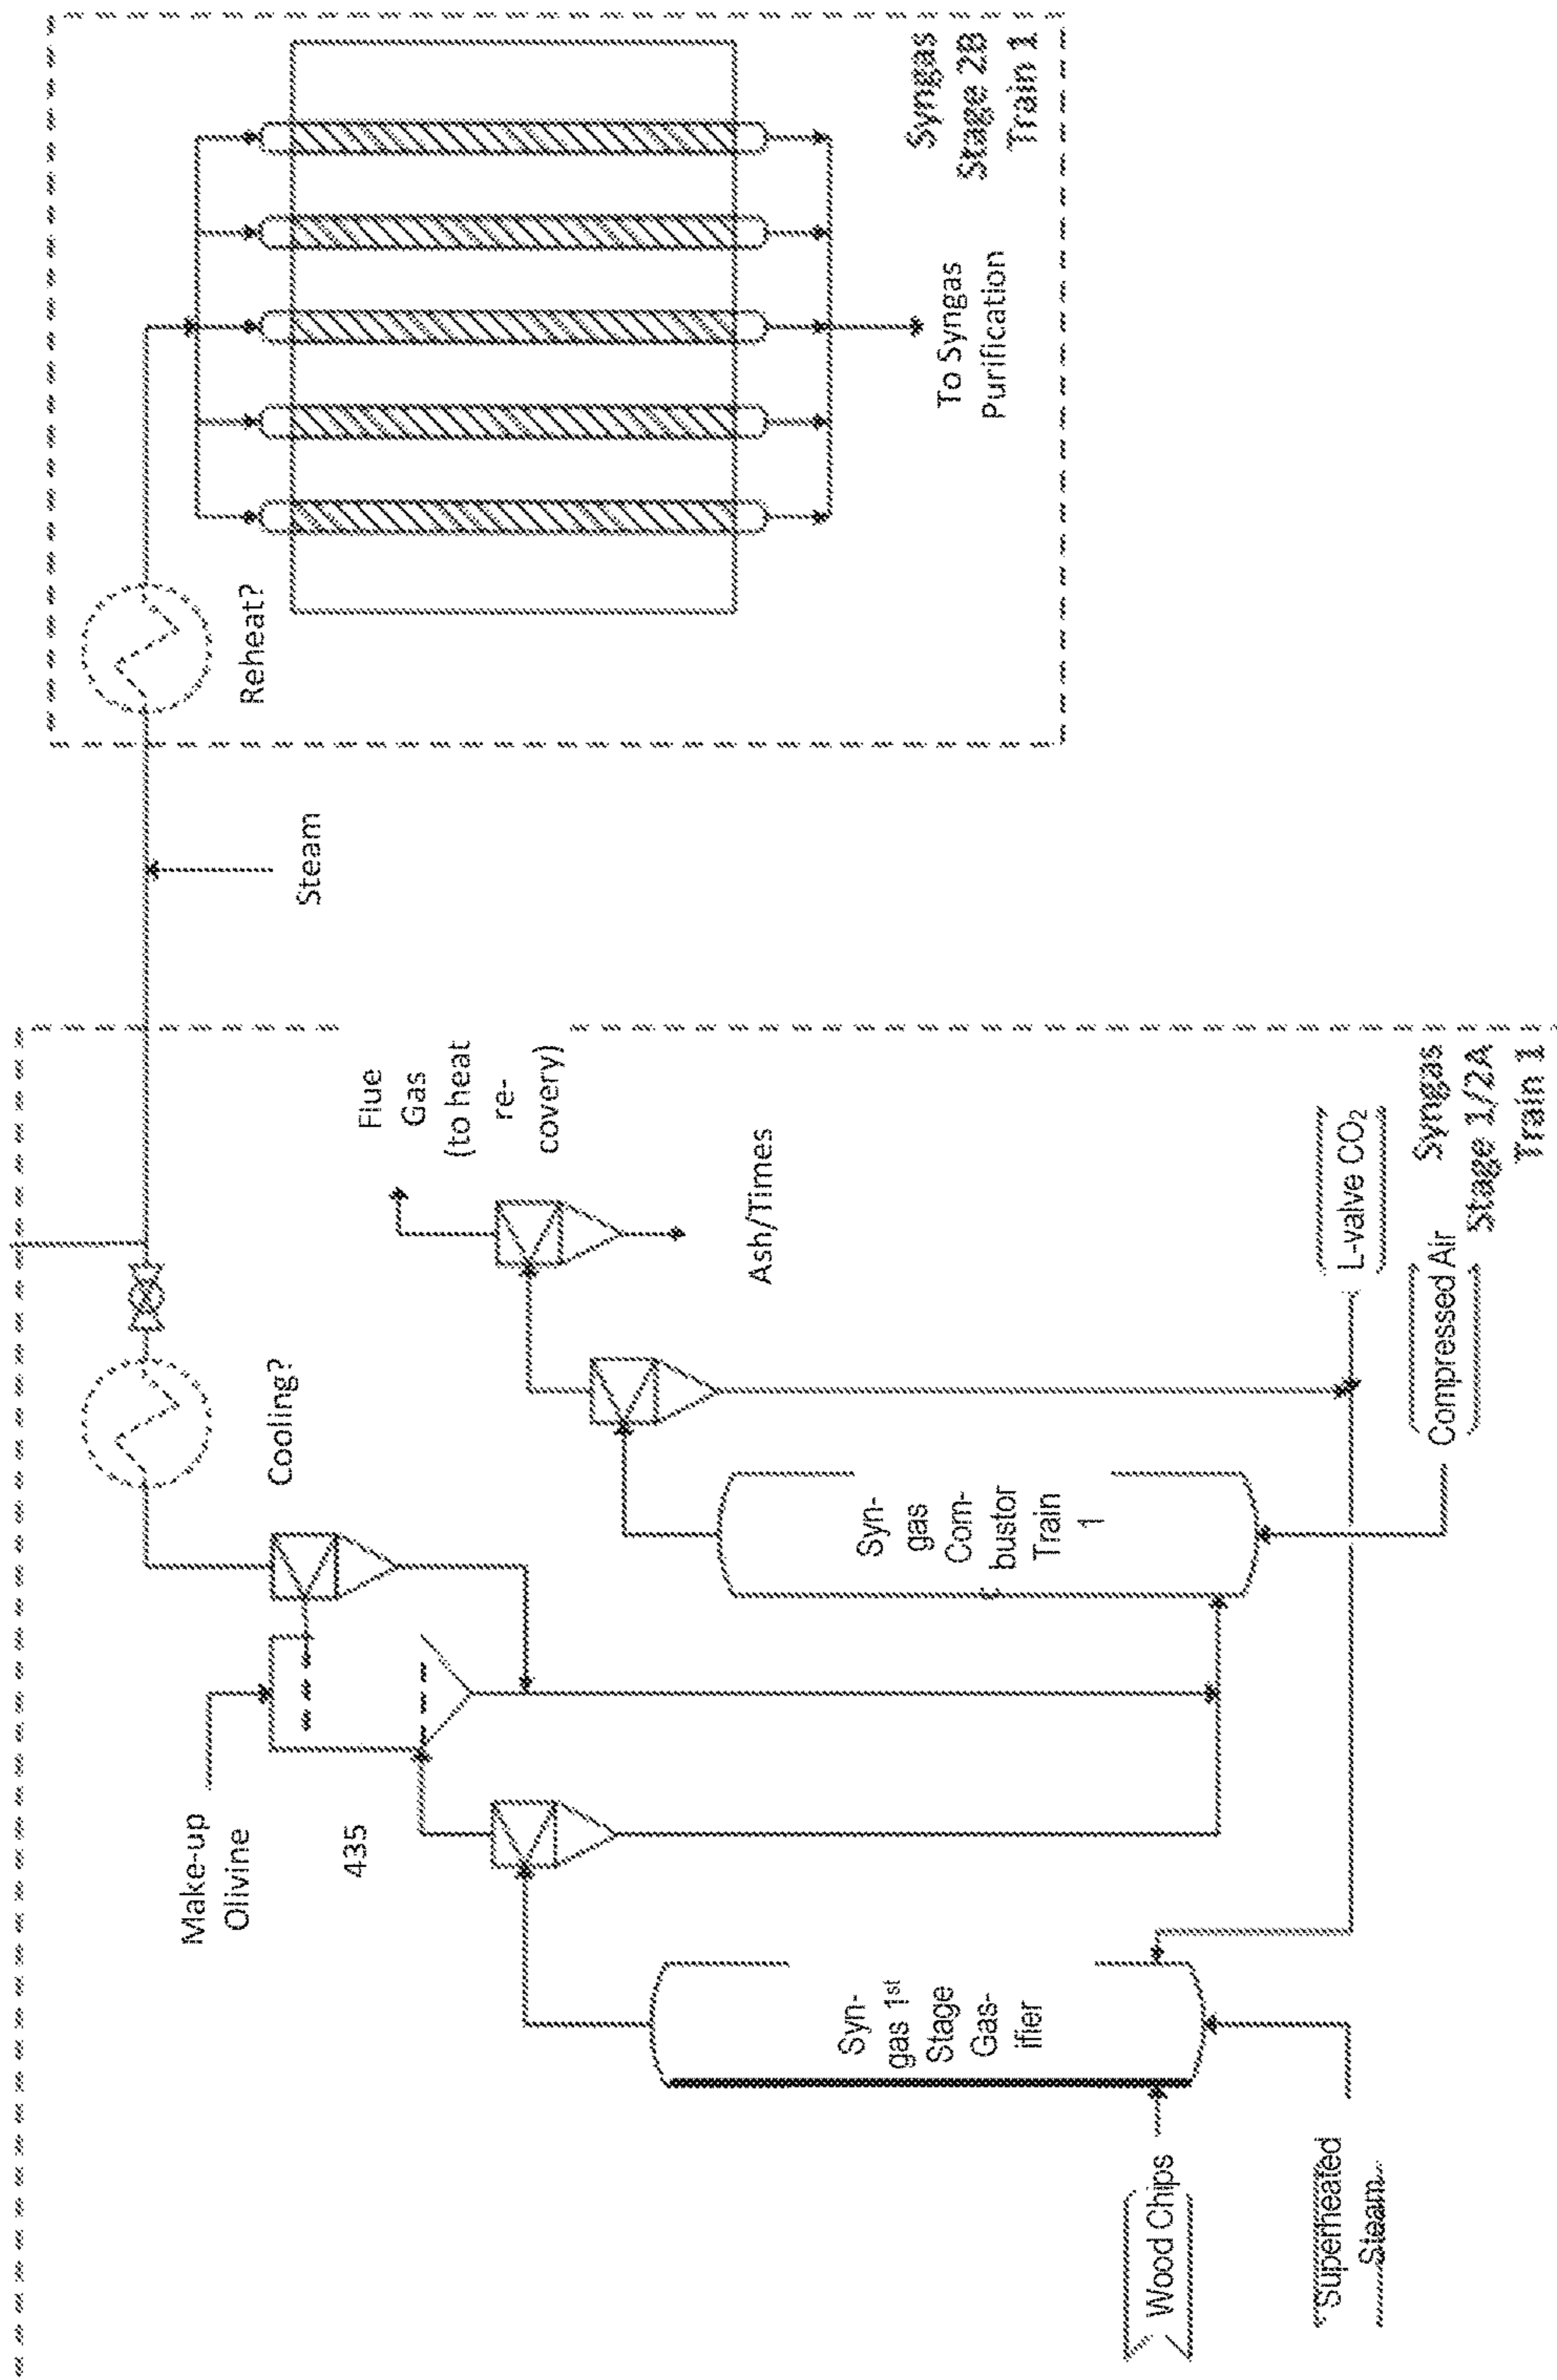 Syngas
Stage 2B
Train 1
To Syngas
Purification
Reheat?
Steam
Flue
Gas
(to heat
re-
covery)
Ash/Times
Cooling?
Make-up
Olivine
435
Syn-
gas
Com-
bustor
Train
1
Syn-
gas 1st
Stage
Gas-
ifier
L-valve CO₂
Compressed Air
Syngas
Stage 1/2A
Train 1
Wood Chips
Superheated
Steam